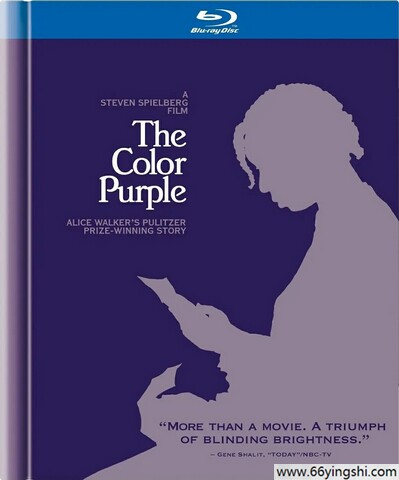 Blu-ray Disc
A
STEVEN SPIELBERG
FILM
The
Color
Purple
ALICE WALKER'S PULITZER
PRIZE-WINNING STORY
“MORE THAN A MOVIE. A TRIUMPH
OF BLINDING BRIGHTNESS.”
– GENE SHALIT, “TODAY”/NBC-TV
www.66yingshi.com